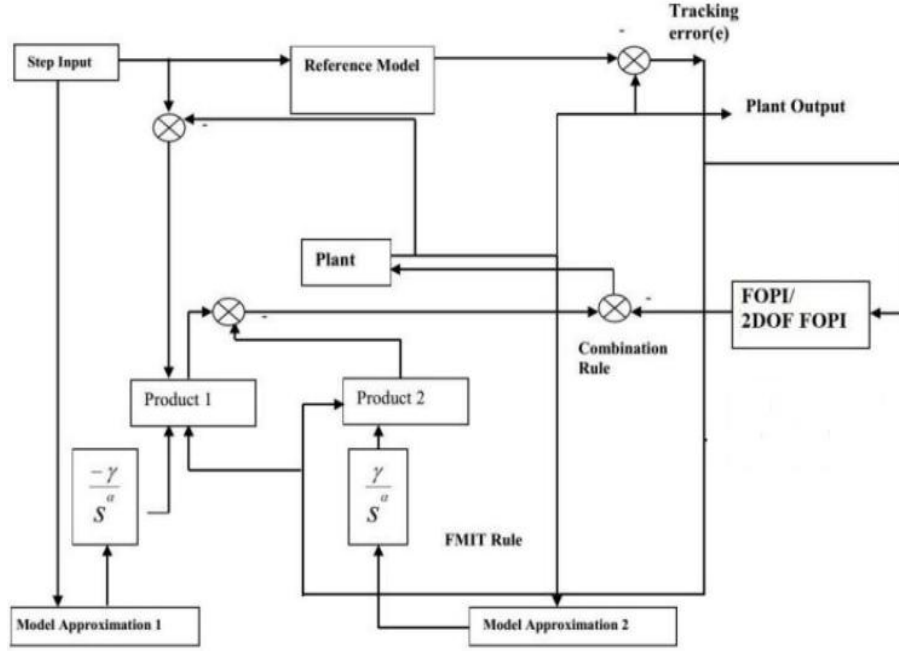 Tracking
error(e)
-
Step Input
Reference Model
Plant Output
-
Plant
-
FOPI/
2DOF FOPI
-
Combination
Rule
Product 1
Product 2
-γ
s^α
γ
s^α
FMIT Rule
Model Approximation 1
Model Approximation 2